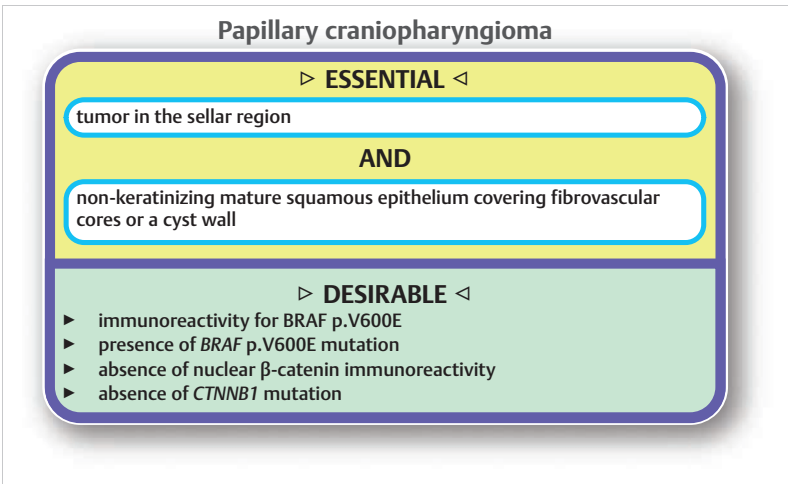 Papillary craniopharyngioma
▷ ESSENTIAL ◁
tumor in the sellar region
AND
non-keratinizing mature squamous epithelium covering fibrovascular
cores or a cyst wall
▷ DESIRABLE ◁
► immunoreactivity for BRAF p.V600E
► presence of BRAF p.V600E mutation
► absence of nuclear β-catenin immunoreactivity
► absence of CTNNB1 mutation